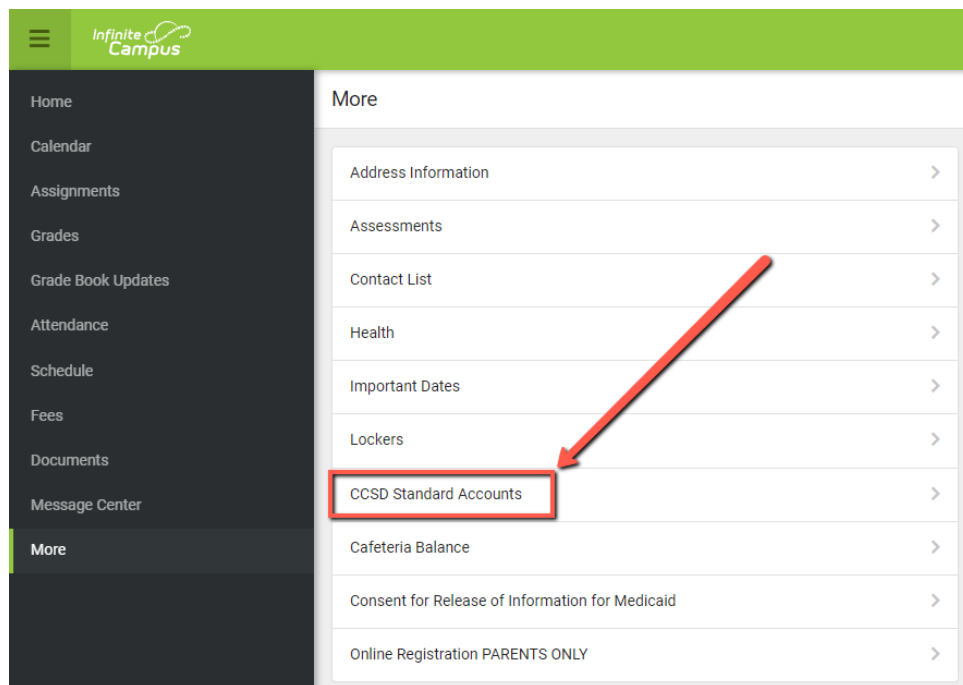 Infinite
Campus
Home
Calendar
Assignments
Grades
Grade Book Updates
Attendance
Schedule
Fees
Documents
Message Center
More
More
Address Information
Assessments
Contact List
Health
Important Dates
Lockers
CCSD Standard Accounts
Cafeteria Balance
Consent for Release of Information for Medicaid
Online Registration PARENTS ONLY